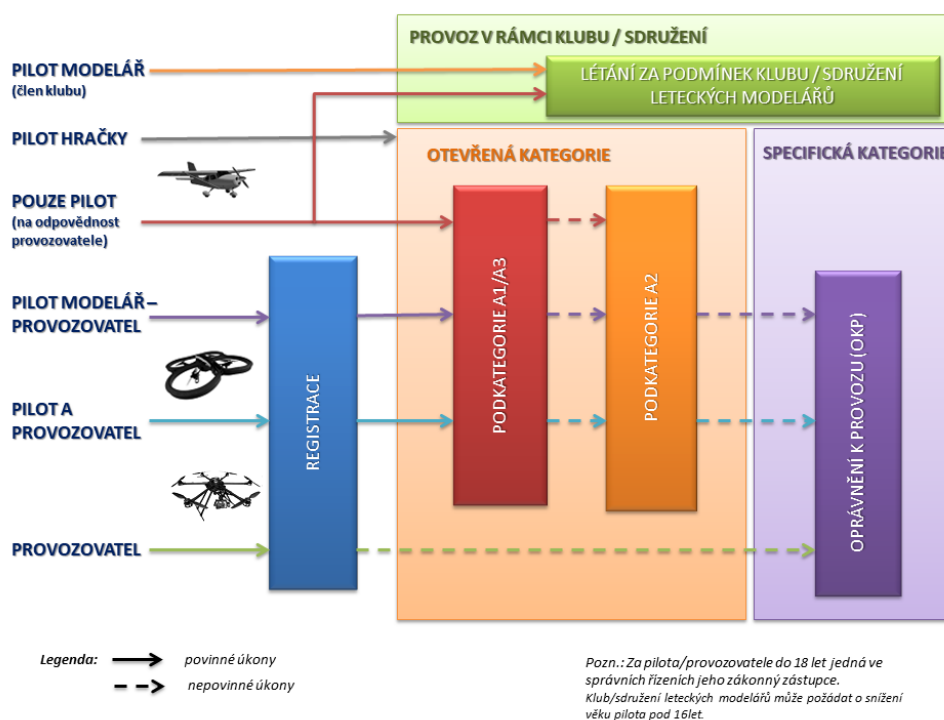 PROVOZ V RÁMCI KLUBU / SDRUŽENÍ
PILOT MODELÁŘ
(člen klubu)
LÉTÁNÍ ZA PODMÍNEK KLUBU / SDRUŽENÍ
LETECKÝCH MODELÁŘŮ
PILOT HRAČKY
OTEVŘENÁ KATEGORIE
SPECIFICKÁ KATEGORIE
POUZE PILOT
(na odpovědnost
provozovatele)
PILOT MODELÁŘ –
PROVOZOVATEL
PILOT A
PROVOZOVATEL
PROVOZOVATEL
REGISTRACE
PODKATEGORIE A1/A3
PODKATEGORIE A2
OPRÁVNĚNÍ K PROVOZU (OKP)
Legenda:
povinné úkony
nepovinné úkony
Pozn.: Za pilota/provozovatele do 18 let jedná ve
správních řízeních jeho zákonný zástupce.
Klub/sdružení leteckých modelářů může požádat o snížení
věku pilota pod 16let.